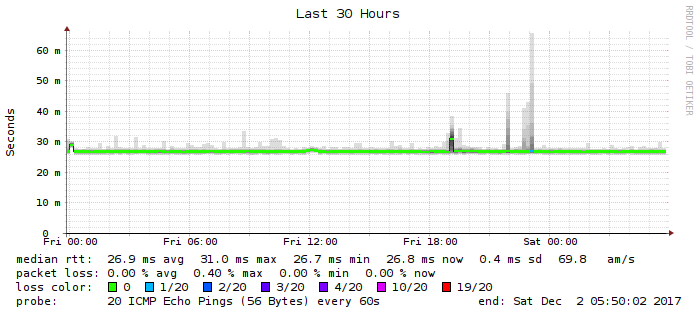 Last 30 Hours
RRDTOOL / TOBI OETIKER
Seconds
60 m
50 m
40 m
30 m
20 m
10 m
0
Fri 00:00 Fri 06:00 Fri 12:00 Fri 18:00 Sat 00:00
median rtt: 26.9 ms avg 31.0 ms max 26.7 ms min 26.8 ms now 0.4 ms sd 69.8 am/s
packet loss: 0.00 % avg 0.40 % max 0.00 % min 0.00 % now
loss color: 0 1/20 2/20 3/20 4/20 10/20 19/20
probe: 20 ICMP Echo Pings (56 Bytes) every 60s end: Sat Dec 2 05:50:02 2017